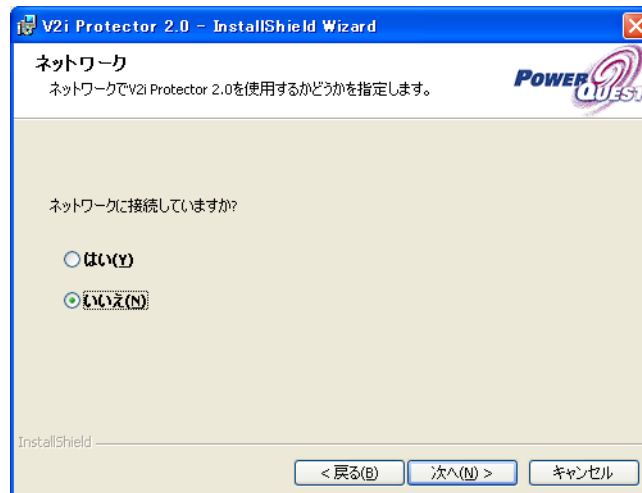 V2i Protector 2.0 - InstallShield Wizard
ネットワーク
ネットワークでV2i Protector 2.0を使用するかどうかを指定します。
POWERQUEST
ネットワークに接続していますか?
はい(Y)
いいえ(N)
InstallShield
< 戻る(B)
次へ(N) >
キャンセル